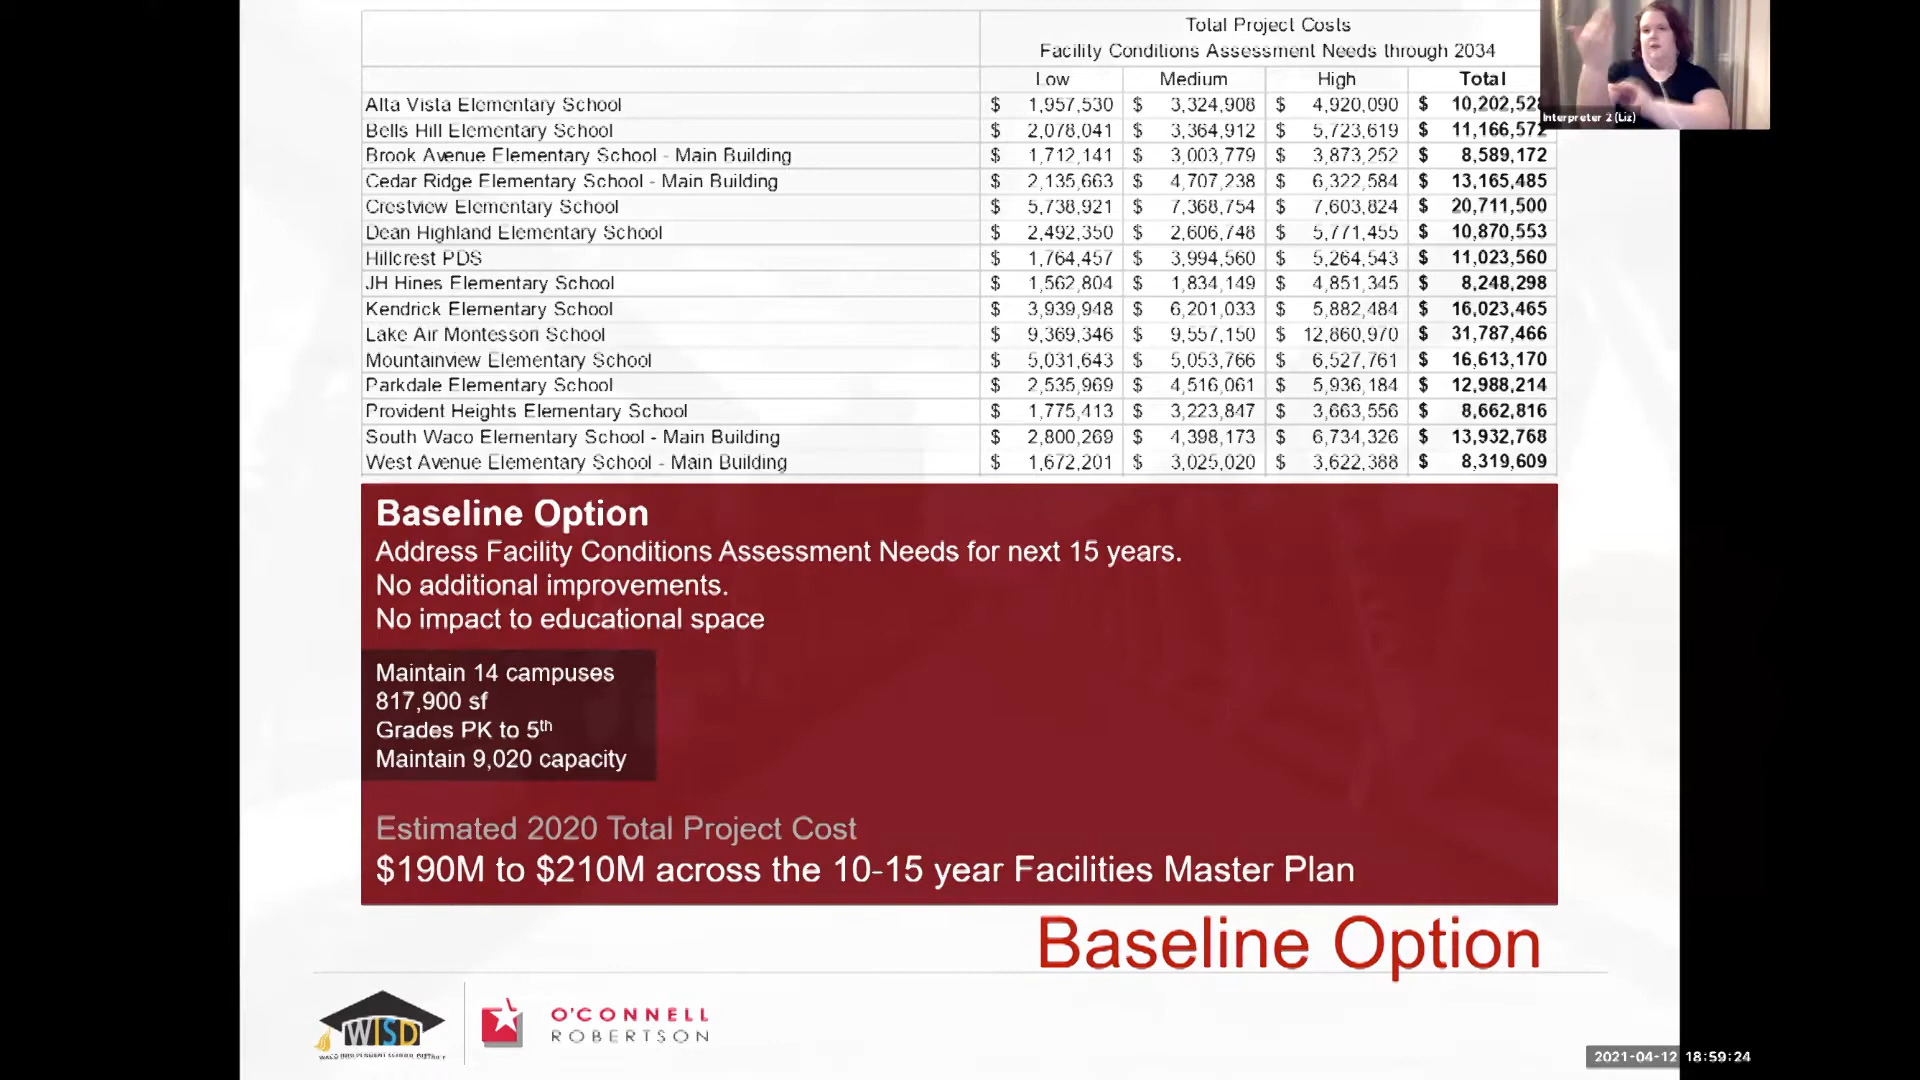 Total Project Costs
Facility Conditions Assessment Needs through 2034
Low Medium High Total
Alta Vista Elementary School $ 1,957,530 $ 3,324,908 $ 4,920,090 $ 10,202,528
Bells Hill Elementary School $ 2,078,041 $ 3,364,912 $ 5,723,619 $ 11,166,572
Brook Avenue Elementary School - Main Building $ 1,712,141 $ 3,003,779 $ 3,873,252 $ 8,589,172
Cedar Ridge Elementary School - Main Building $ 2,135,663 $ 4,707,238 $ 6,322,584 $ 13,165,485
Crestview Elementary School $ 5,738,921 $ 7,368,754 $ 7,603,824 $ 20,711,500
Dean Highland Elementary School $ 2,492,350 $ 2,606,748 $ 5,771,455 $ 10,870,553
Hillcrest PDS $ 1,764,457 $ 3,994,560 $ 5,264,543 $ 11,023,560
JH Hines Elementary School $ 1,562,804 $ 1,834,149 $ 4,851,345 $ 8,248,298
Kendrick Elementary School $ 3,939,948 $ 6,201,033 $ 5,882,484 $ 16,023,465
Lake Air Montessori School $ 9,369,346 $ 9,557,150 $ 12,860,970 $ 31,787,466
Mountainview Elementary School $ 5,031,643 $ 5,053,766 $ 6,527,761 $ 16,613,170
Parkdale Elementary School $ 2,535,969 $ 4,516,061 $ 5,936,184 $ 12,988,214
Provident Heights Elementary School $ 1,775,413 $ 3,223,847 $ 3,663,556 $ 8,662,816
South Waco Elementary School - Main Building $ 2,800,269 $ 4,398,173 $ 6,734,326 $ 13,932,768
West Avenue Elementary School - Main Building $ 1,672,201 $ 3,025,020 $ 3,622,388 $ 8,319,609
Interpreter 2 (Liz)
Baseline Option
Address Facility Conditions Assessment Needs for next 15 years.
No additional improvements.
No impact to educational space
Maintain 14 campuses
817,900 sf
Grades PK to 5th
Maintain 9,020 capacity
Estimated 2020 Total Project Cost
$190M to $210M across the 10-15 year Facilities Master Plan
Baseline Option
WISD
WACO INDEPENDENT SCHOOL DISTRICT
O'CONNELL
ROBERTSON
2021-04-12 18:59:24